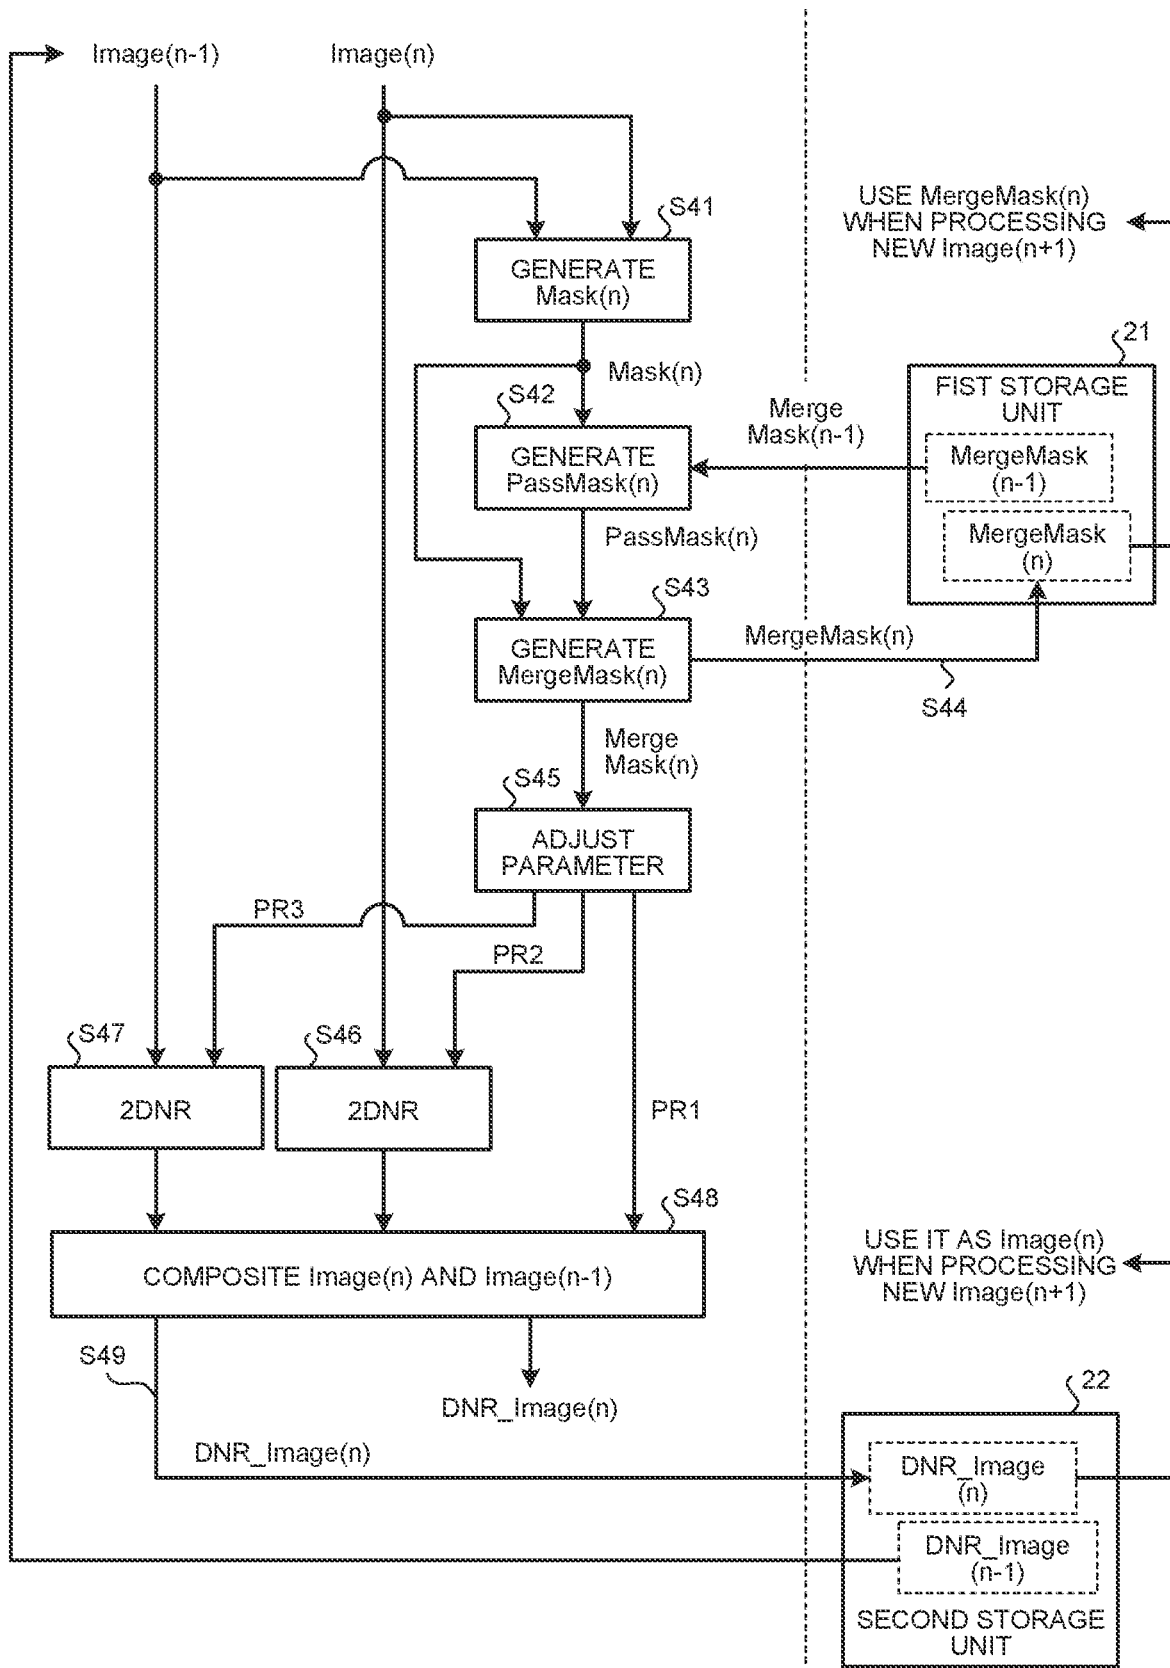 Image(n-1)
Image(n)
S41
GENERATE
Mask(n)
USE MergeMask(n)
WHEN PROCESSING
NEW Image(n+1)
Mask(n)
S42
GENERATE
PassMask(n)
Merge
Mask(n-1)
21
FIST STORAGE
UNIT
MergeMask
(n-1)
MergeMask
(n)
PassMask(n)
S43
GENERATE
MergeMask(n)
MergeMask(n)
S44
Merge
Mask(n)
S45
ADJUST
PARAMETER
PR3
PR2
PR1
S47
2DNR
S46
2DNR
S48
COMPOSITE Image(n) AND Image(n-1)
USE IT AS Image(n)
WHEN PROCESSING
NEW Image(n+1)
S49
DNR_Image(n)
DNR_Image(n)
22
DNR_Image
(n)
DNR_Image
(n-1)
SECOND STORAGE
UNIT